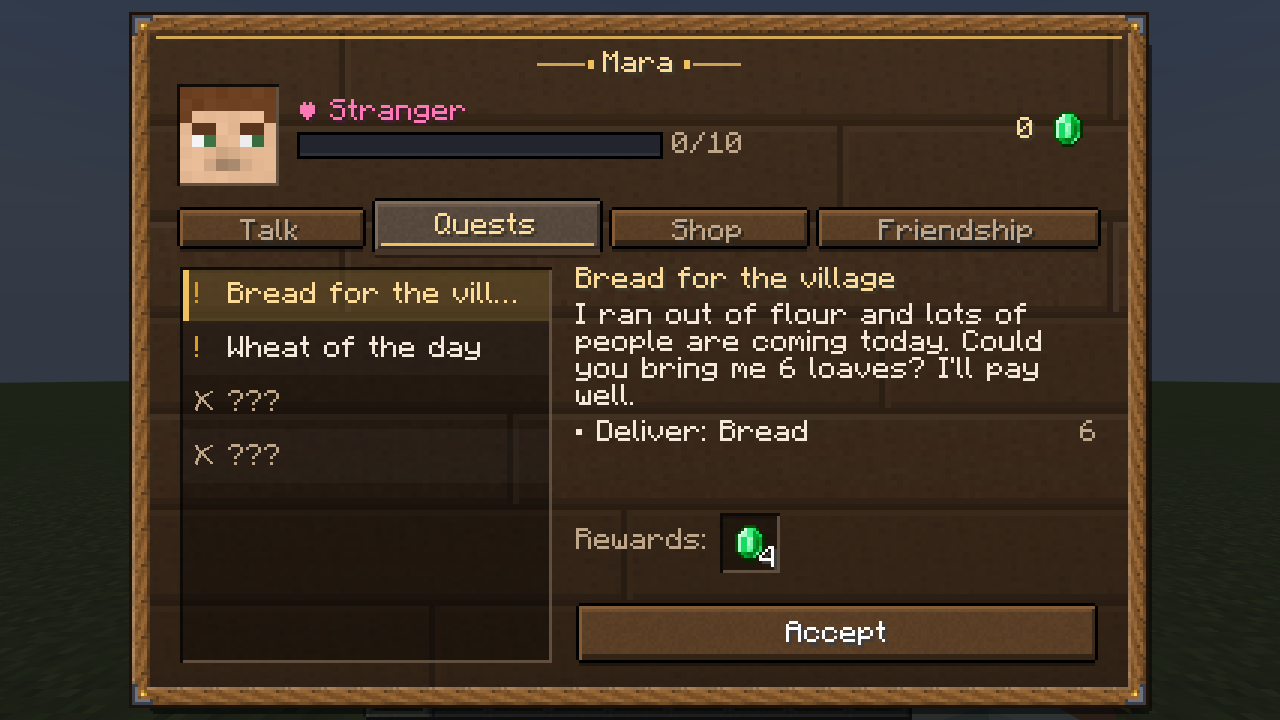 Mara
Stranger
0/10
0
Talk
Quests
Shop
Friendship
! Bread for the vill...
! Wheat of the day
???
???
Bread for the village
I ran out of flour and lots of
people are coming today. Could
you bring me 6 loaves? I'll pay
well.
• Deliver: Bread 6
Rewards: 4
Accept